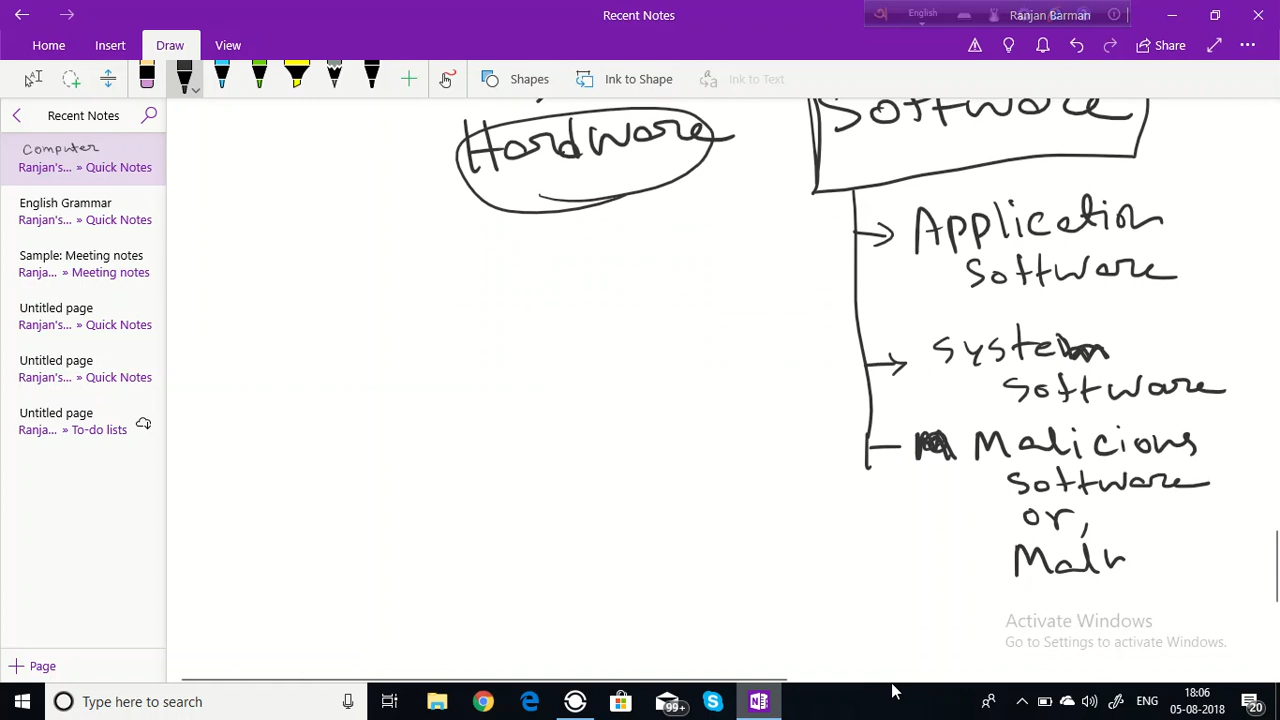 Recent Notes
English
Ranjan Barman
Home
Insert
Draw
View
Share
Shapes
Ink to Shape
Ink to Text
Recent Notes
Computer
Ranjan's... » Quick Notes
English Grammar
Ranjan's... » Quick Notes
Sample: Meeting notes
Ranja... » Meeting notes
Untitled page
Ranjan's... » Quick Notes
Untitled page
Ranjan's... » Quick Notes
Untitled page
Ranja... » To-do lists
Page
Hardware
Software
Application
Software
System
Software
Malicious
Software
or,
Malw
Activate Windows
Go to Settings to activate Windows.
Type here to search
99+
ENG
18:06
05-08-2018
20